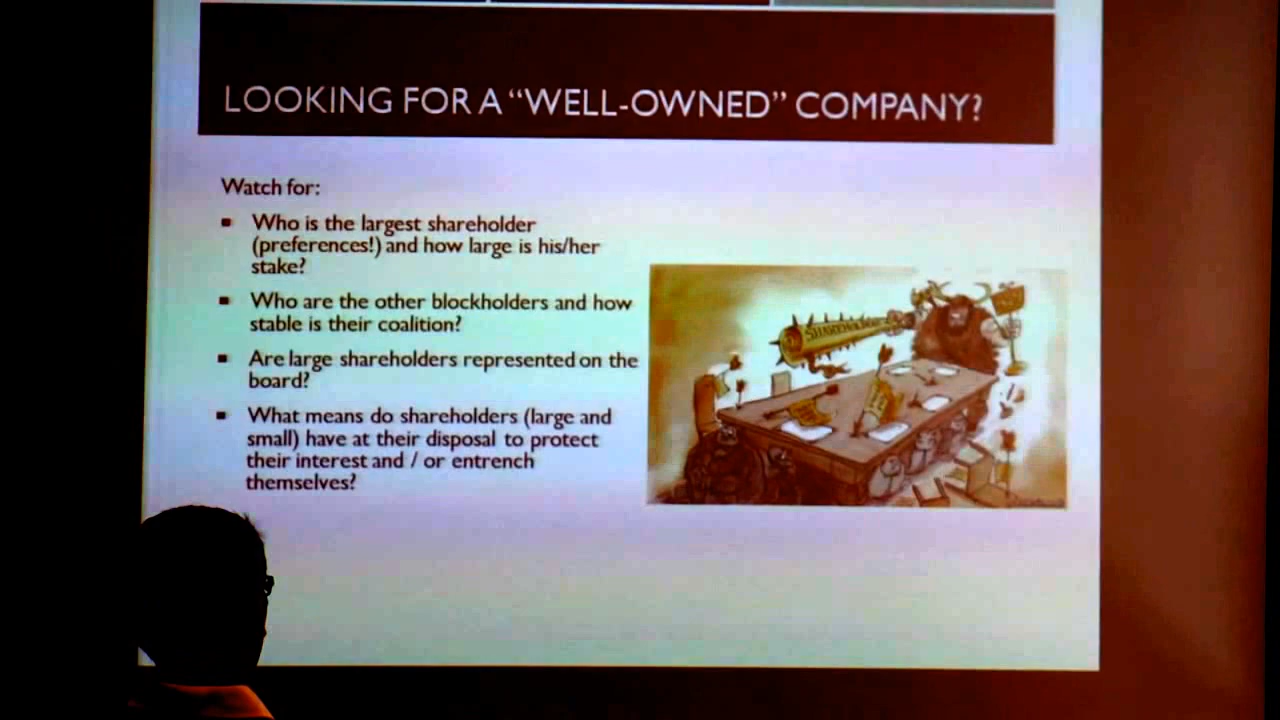 LOOKING FOR A “WELL-OWNED” COMPANY?
Watch for:
▪ Who is the largest shareholder
(preferences!) and how large is his/her
stake?
▪ Who are the other blockholders and how
stable is their coalition?
▪ Are large shareholders represented on the
board?
▪ What means do shareholders (large and
small) have at their disposal to protect
their interest and / or entrench
themselves?